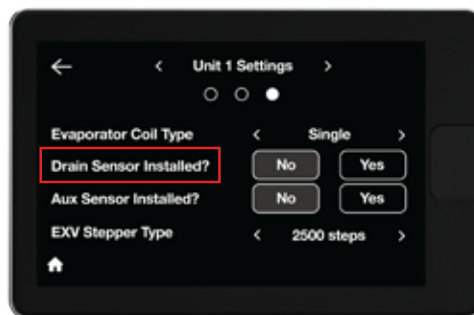 Unit 1 Settings
Evaporator Coil Type Single
Drain Sensor Installed? No Yes
Aux Sensor Installed? No Yes
EXV Stepper Type 2500 steps